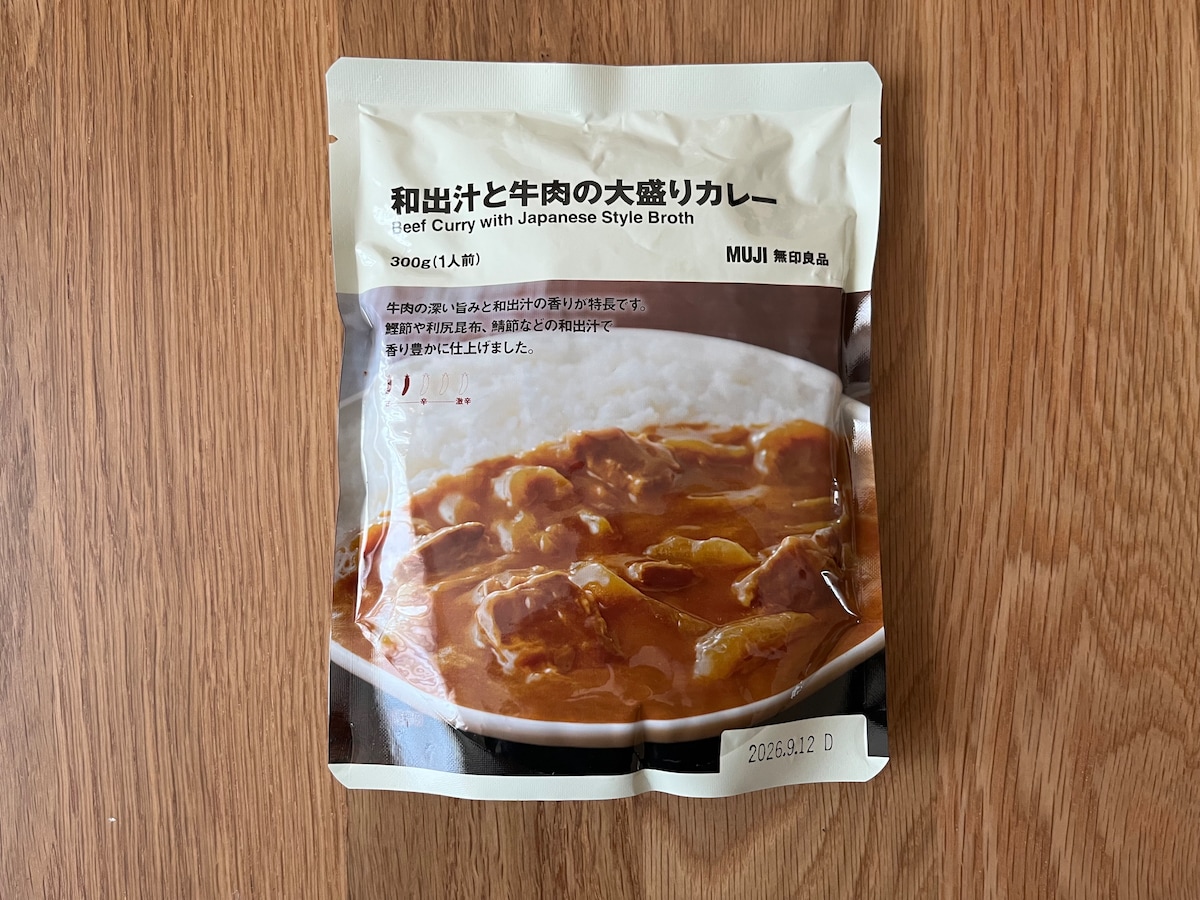 和出汁と牛肉の大盛りカレー
Beef Curry with Japanese Style Broth
300g(1人前)
MUJI 無印良品
牛肉の深い旨みと和出汁の香りが特長です。
鰹節や利尻昆布、鯖節などの和出汁で
香り豊かに仕上げました。
辛 激辛
2026.9.12 D